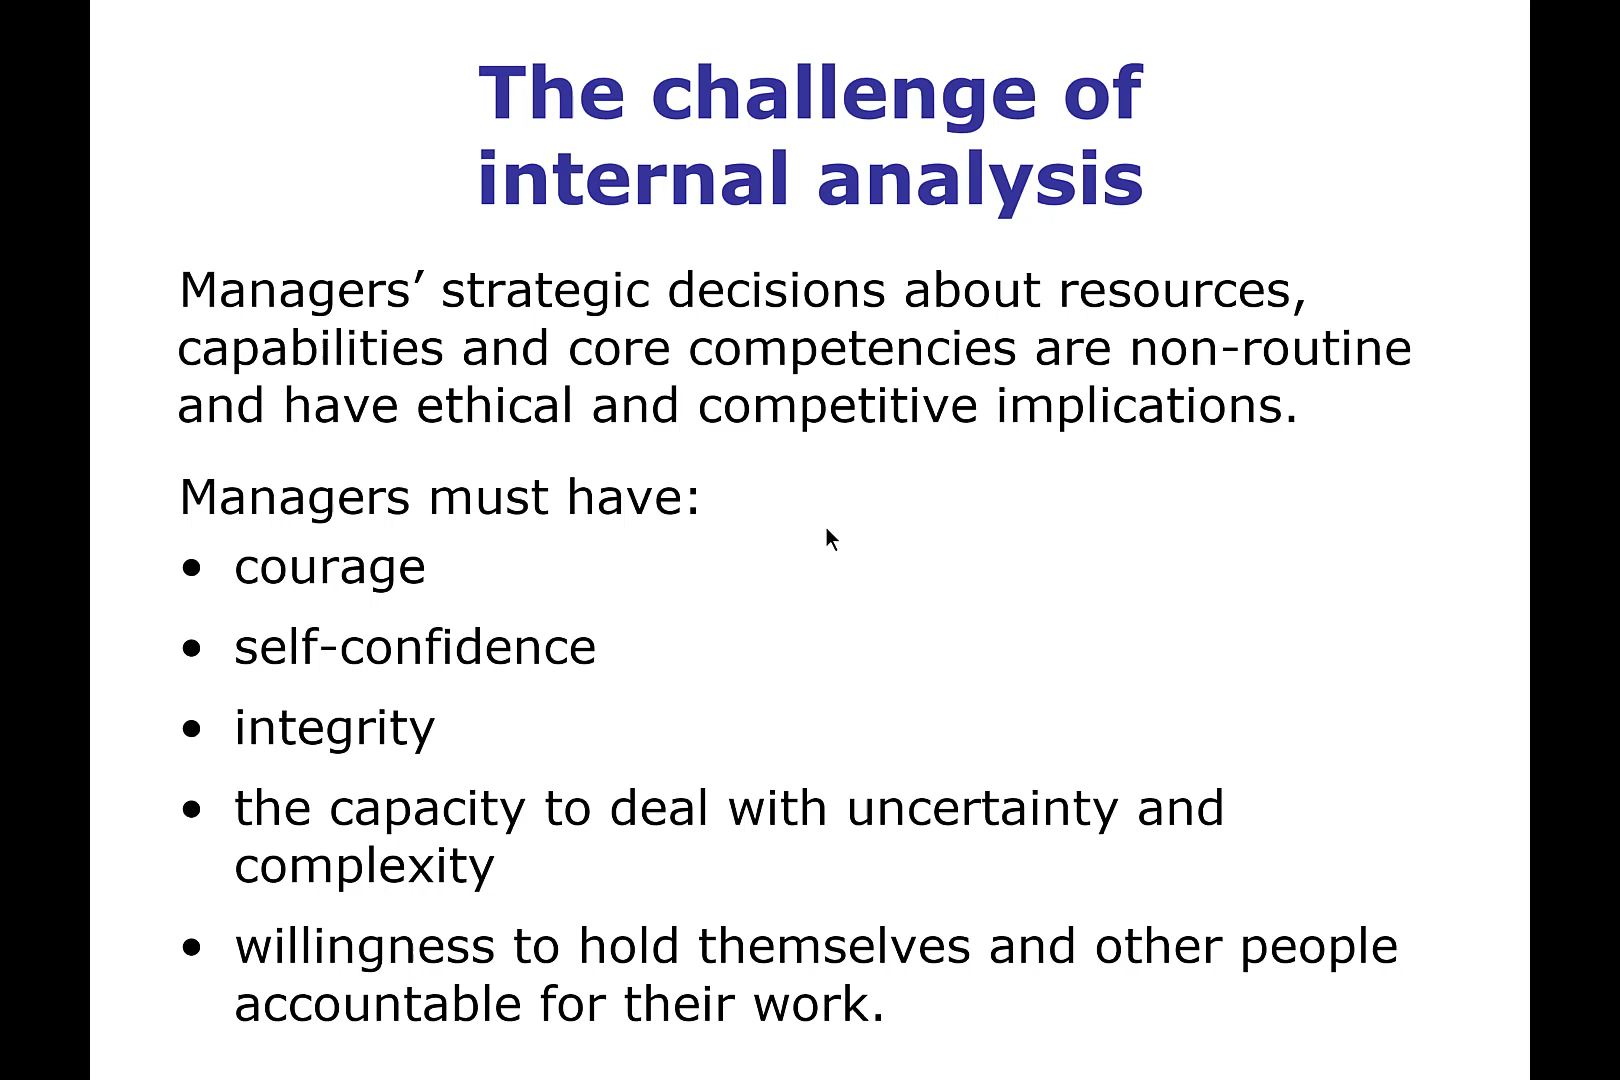 The challenge of
internal analysis
Managers’ strategic decisions about resources,
capabilities and core competencies are non-routine
and have ethical and competitive implications.
Managers must have:
• courage
• self-confidence
• integrity
• the capacity to deal with uncertainty and
complexity
• willingness to hold themselves and other people
accountable for their work.